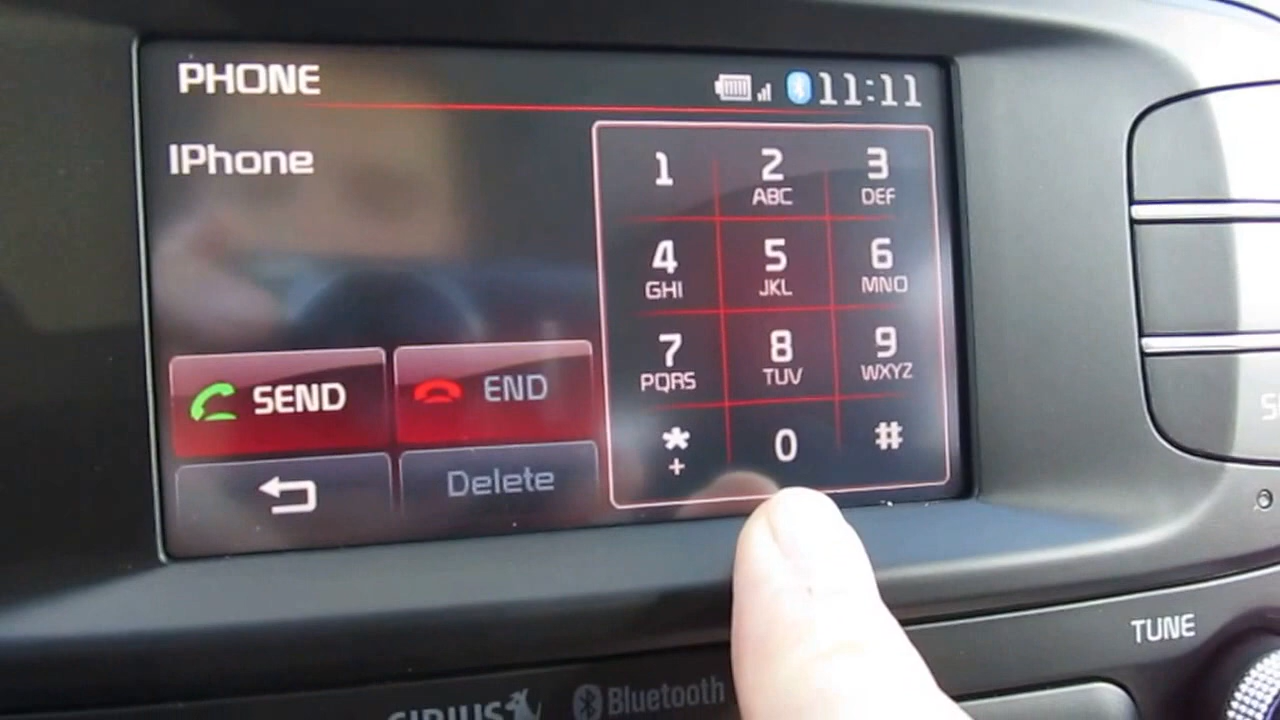 PHONE
11:11
IPhone
1
2
ABC
3
DEF
4
GHI
5
JKL
6
MNO
7
PQRS
8
TUV
9
WXYZ
*
+
0
#
SEND
END
Delete
TUNE
SIRIUS
Bluetooth
S